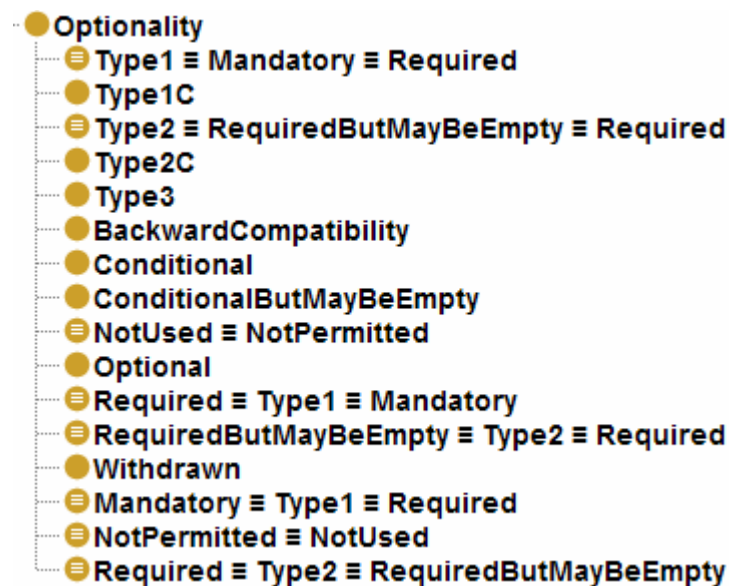 Optionality
Type1 ≡ Mandatory ≡ Required
Type1C
Type2 ≡ RequiredButMayBeEmpty ≡ Required
Type2C
Type3
BackwardCompatibility
Conditional
ConditionalButMayBeEmpty
NotUsed ≡ NotPermitted
Optional
Required ≡ Type1 ≡ Mandatory
RequiredButMayBeEmpty ≡ Type2 ≡ Required
Withdrawn
Mandatory ≡ Type1 ≡ Required
NotPermitted ≡ NotUsed
Required ≡ Type2 ≡ RequiredButMayBeEmpty